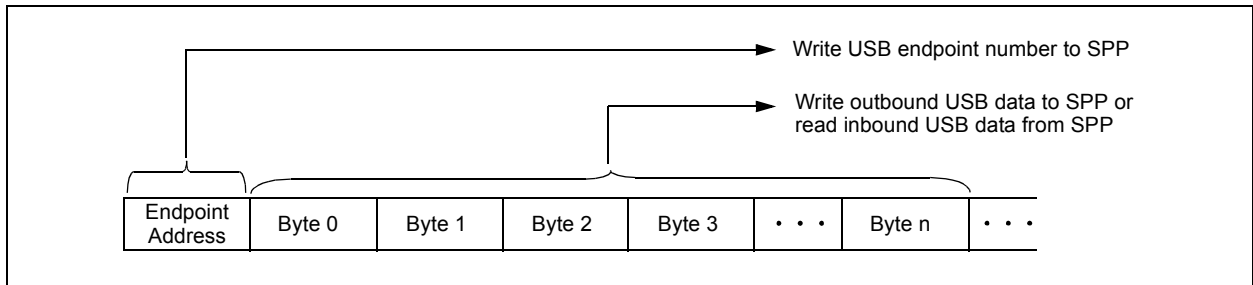 Write USB endpoint number to SPP
Write outbound USB data to SPP or
read inbound USB data from SPP
Endpoint
Address
Byte 0
Byte 1
Byte 2
Byte 3
· · ·
Byte n
· · ·